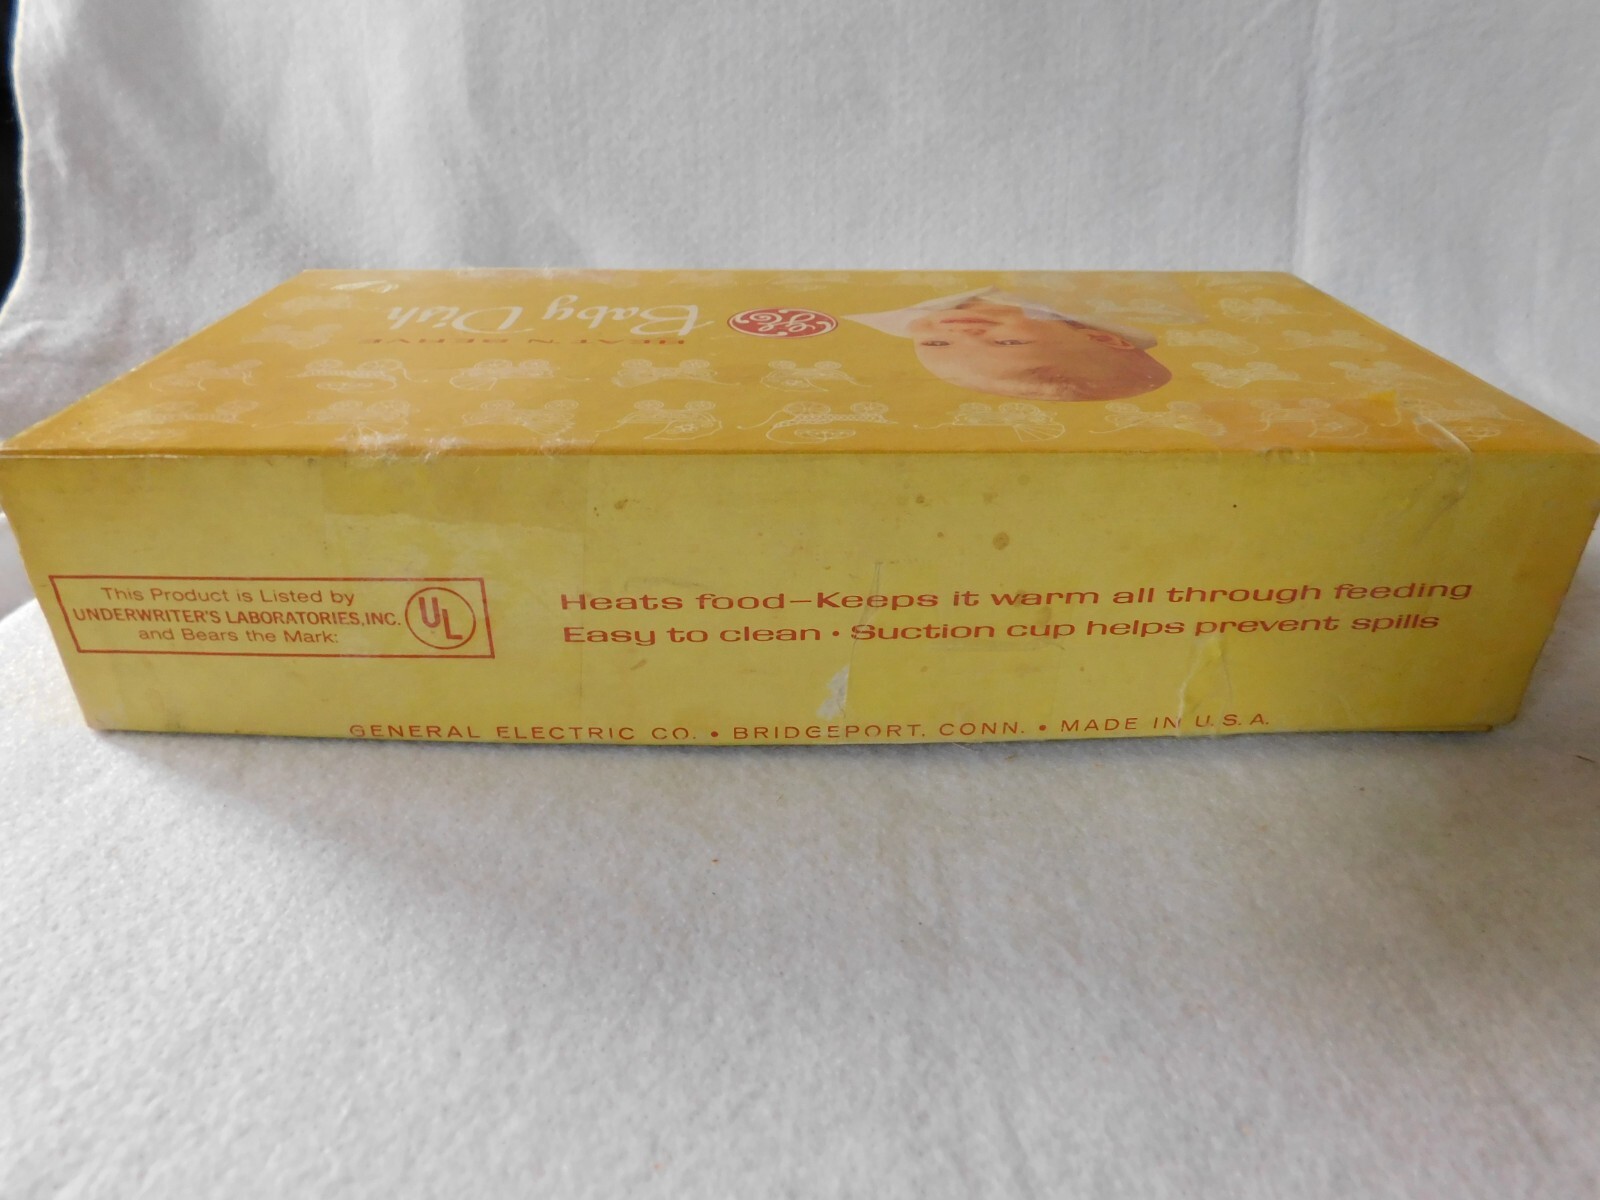 HEAT'N SERVE
Baby Dish
GE
This Product is Listed by
UNDERWRITER'S LABORATORIES, INC.
and Bears the Mark:
UL
Heats food–Keeps it warm all through feeding
Easy to clean • Suction cup helps prevent spills
GENERAL ELECTRIC CO. • BRIDGEPORT, CONN. • MADE IN U.S.A.